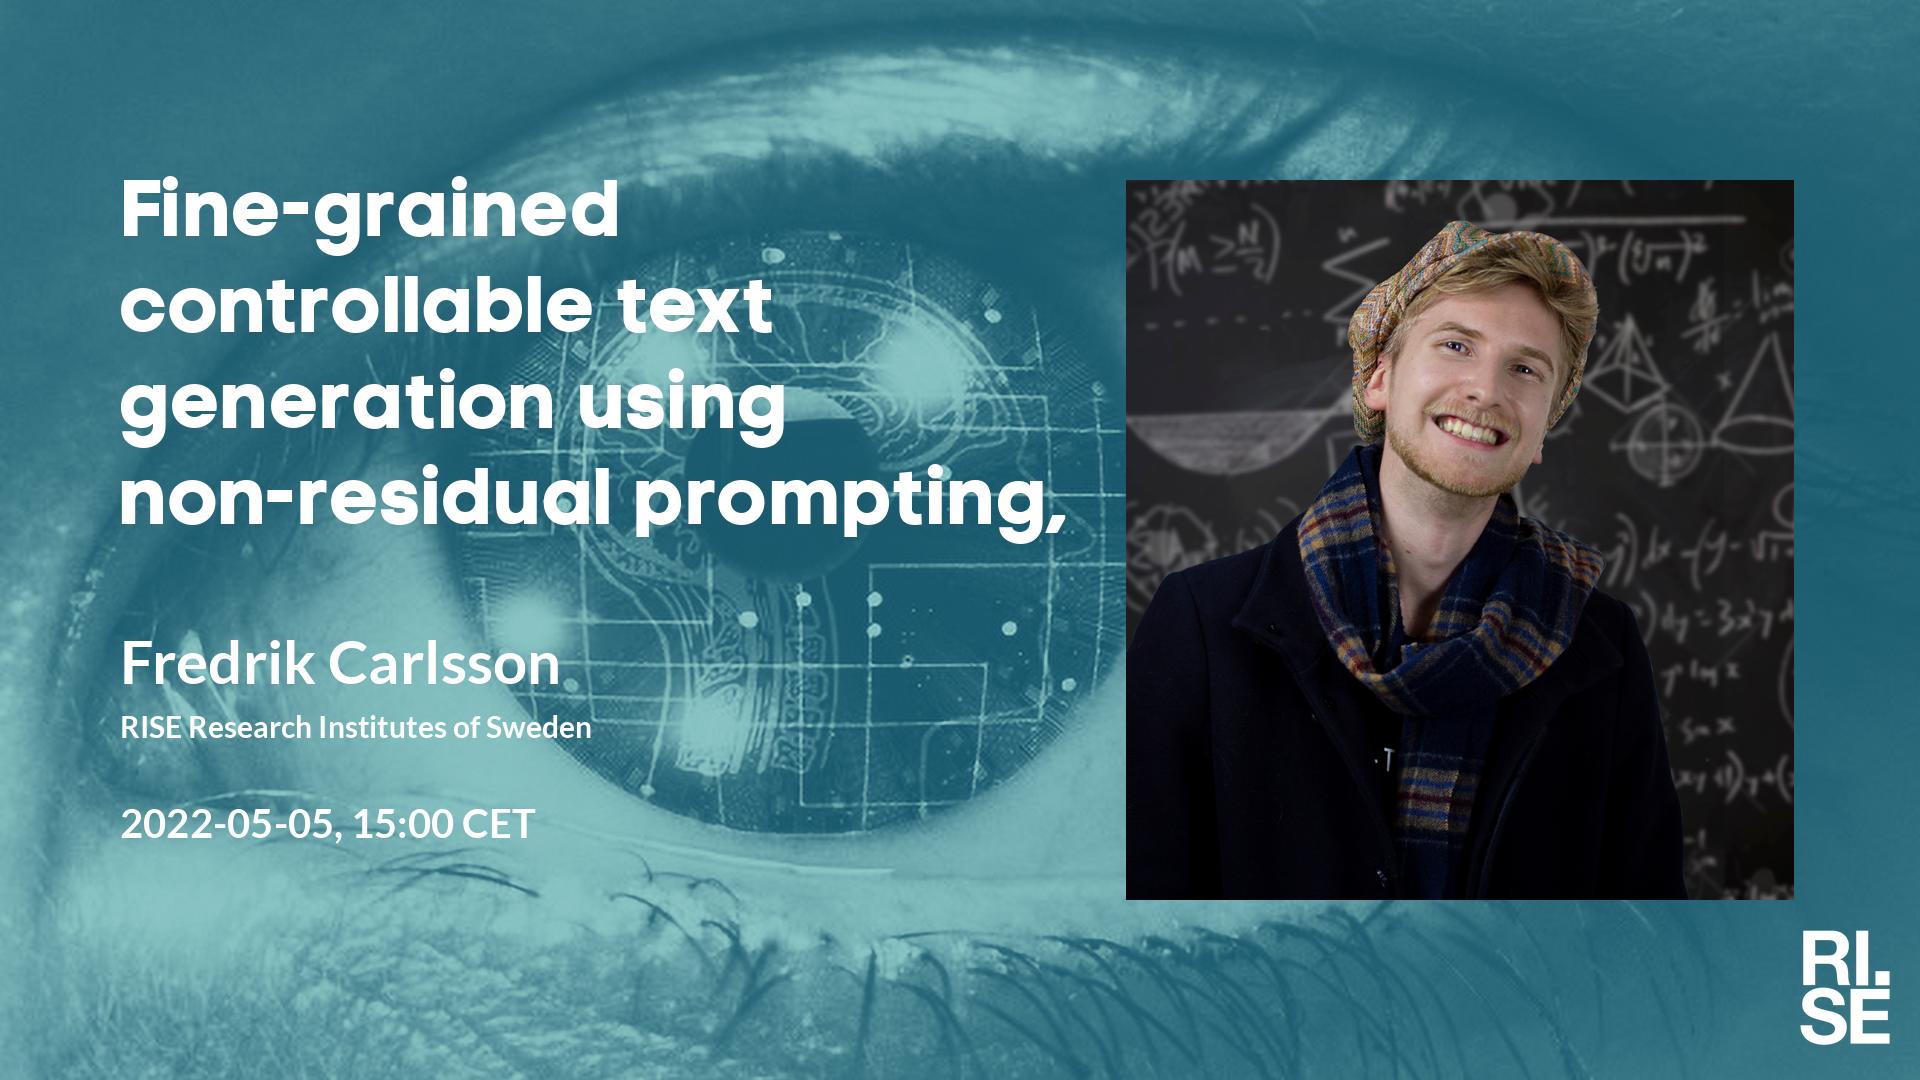 Fine-grained
controllable text
generation using
non-residual prompting,
Fredrik Carlsson
RISE Research Institutes of Sweden
2022-05-05, 15:00 CET
RI.
SE